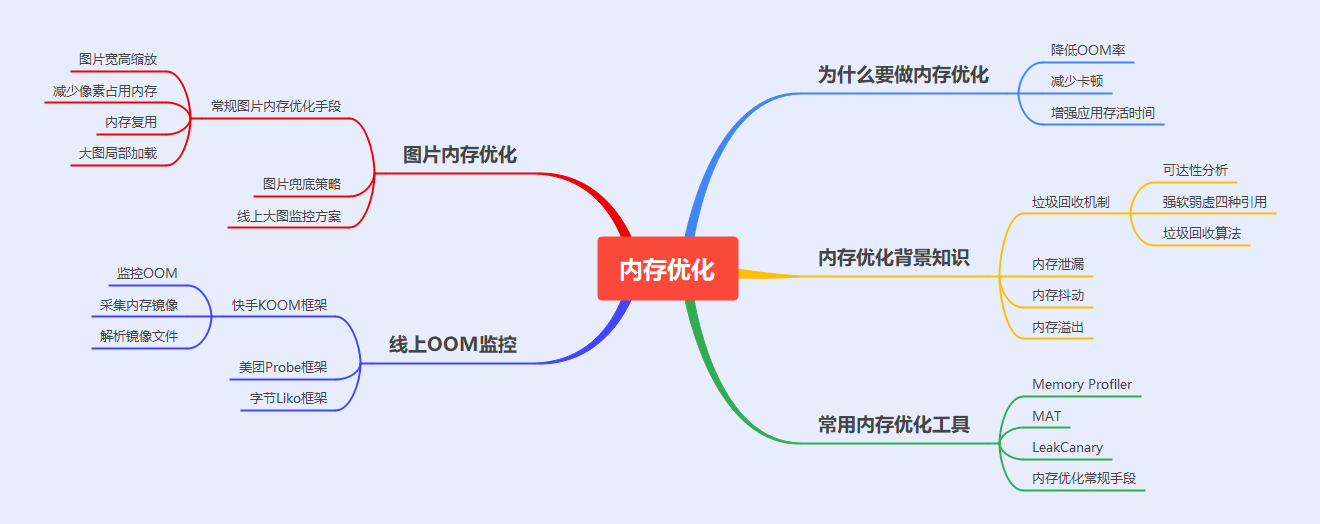 内存优化
为什么要做内存优化
降低OOM率
减少卡顿
增强应用存活时间
内存优化背景知识
垃圾回收机制
可达性分析
强软弱虚四种引用
垃圾回收算法
内存泄漏
内存抖动
内存溢出
常用内存优化工具
Memory Profiler
MAT
LeakCanary
内存优化常规手段
图片内存优化
常规图片内存优化手段
图片宽高缩放
减少像素占用内存
内存复用
大图局部加载
图片兜底策略
线上大图监控方案
线上OOM监控
快手KOOM框架
监控OOM
采集内存镜像
解析镜像文件
美团Probe框架
字节Liko框架